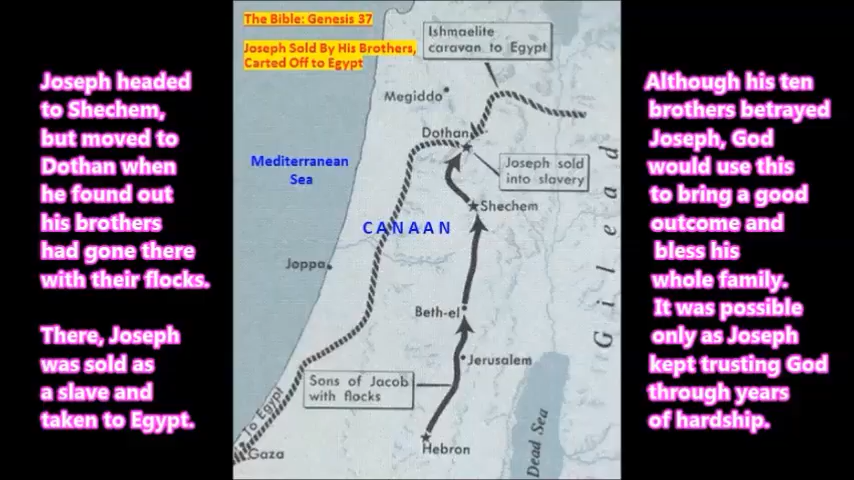 The Bible: Genesis 37
Joseph Sold By His Brothers,
Carted Off to Egypt
Joseph headed
to Shechem,
but moved to
Dothan when
he found out
his brothers
had gone there
with their flocks.
There, Joseph
was sold as
a slave and
taken to Egypt.
Ishmaelite
caravan to Egypt
Megiddo
Dothan
Joseph sold
into slavery
Mediterranean
Sea
Shechem
CANAAN
Gilead
Joppa
Beth-el
Jerusalem
Sons of Jacob
with flocks
To Egypt
Gaza
Hebron
Dead Sea
Although his ten
brothers betrayed
Joseph, God
would use this
to bring a good
outcome and
bless his
whole family.
It was possible
only as Joseph
kept trusting God
through years
of hardship.